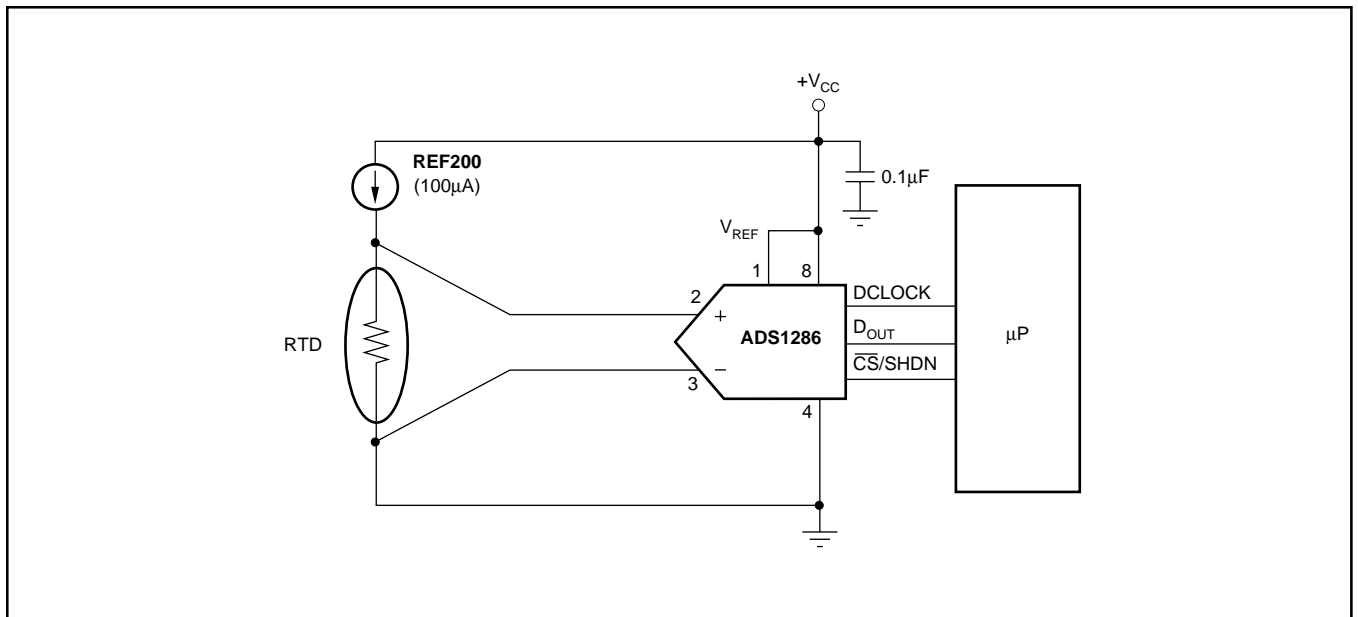 +VCC
REF200
(100μA)
0.1μF
VREF
1 8
DCLOCK
2
+
ADS1286
DOUT
μP
RTD
–
CS/SHDN
3
4